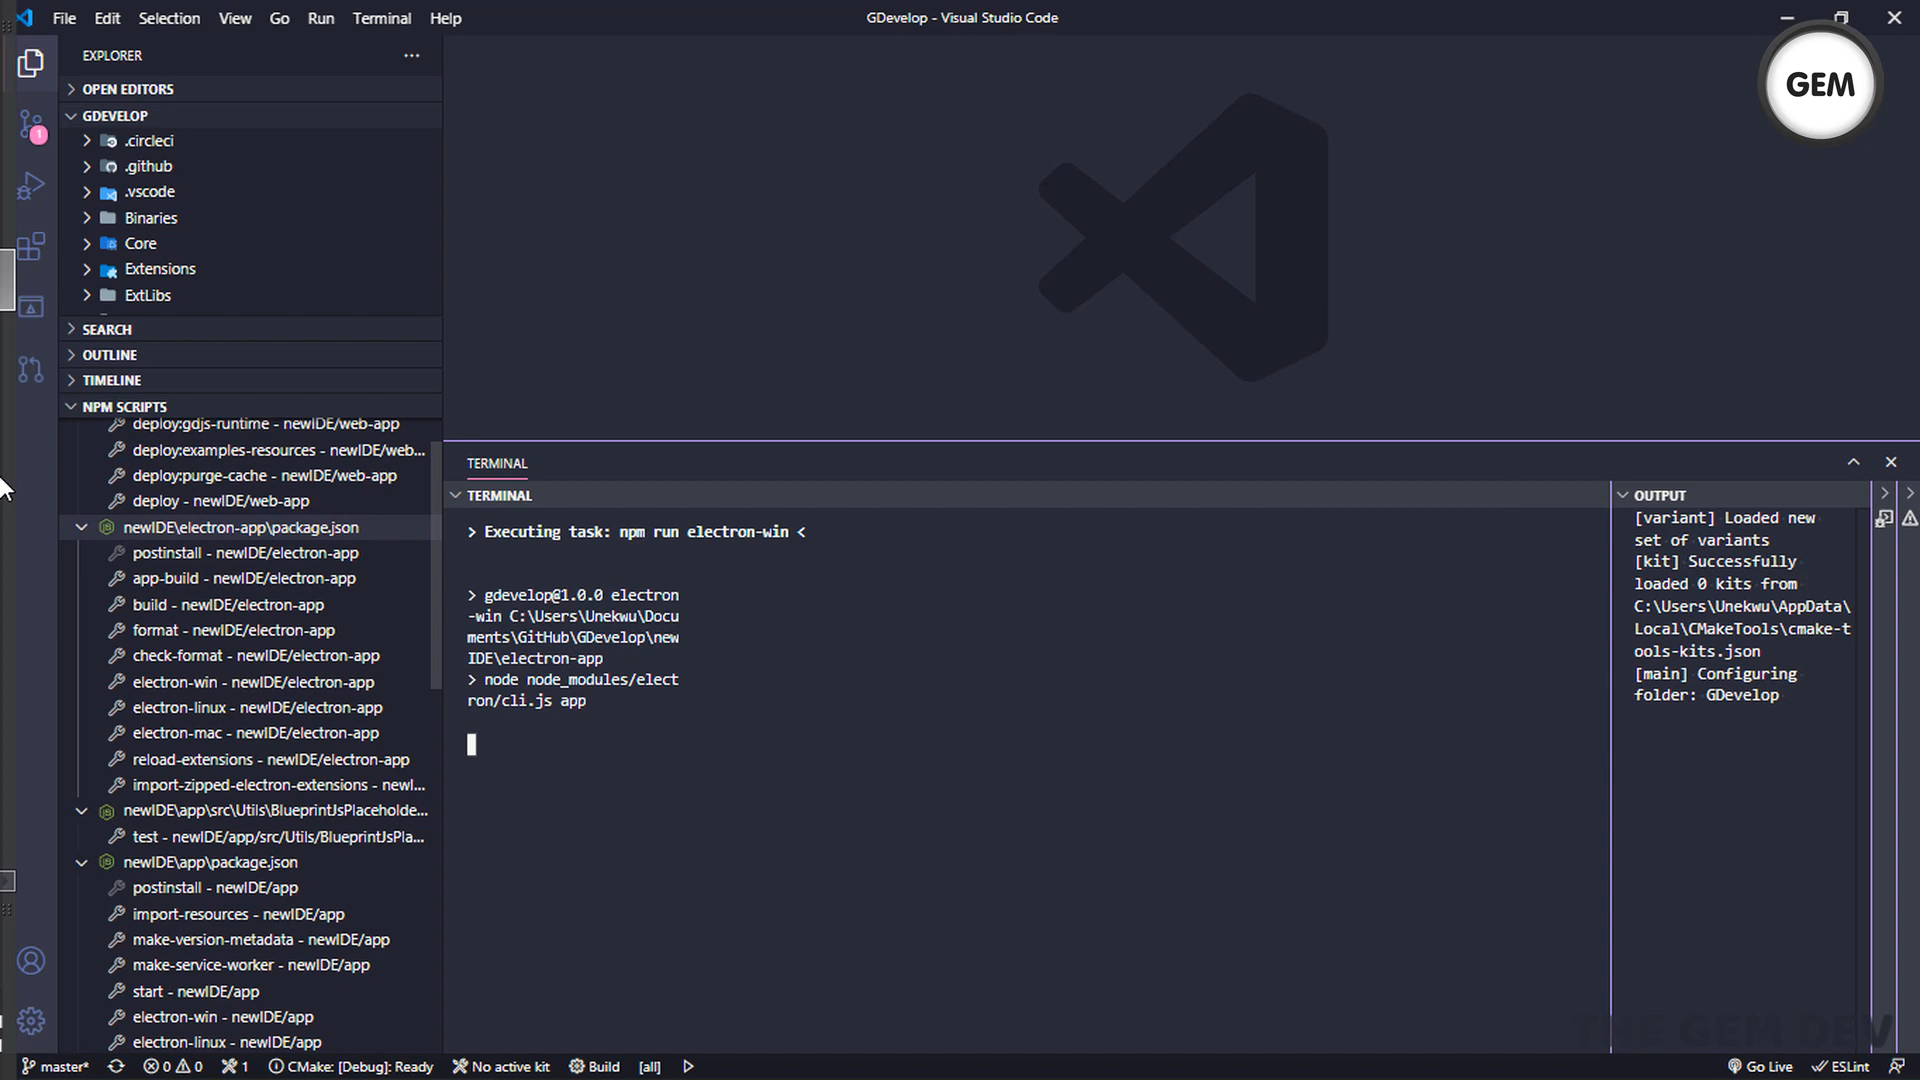 File Edit Selection View Go Run Terminal Help
GDevelop - Visual Studio Code
GEM
EXPLORER
OPEN EDITORS
GDEVELOP
.circleci
.github
.vscode
Binaries
Core
Extensions
ExtLibs
SEARCH
OUTLINE
TIMELINE
NPM SCRIPTS
deploy:gdjs-runtime - newIDE/web-app
deploy:examples-resources - newIDE/web...
deploy:purge-cache - newIDE/web-app
deploy - newIDE/web-app
newIDE\electron-app\package.json
postinstall - newIDE/electron-app
app-build - newIDE/electron-app
build - newIDE/electron-app
format - newIDE/electron-app
check-format - newIDE/electron-app
electron-win - newIDE/electron-app
electron-linux - newIDE/electron-app
electron-mac - newIDE/electron-app
reload-extensions - newIDE/electron-app
import-zipped-electron-extensions - newI...
newIDE\app\src\Utils\BlueprintJsPlaceholde...
test - newIDE/app/src/Utils/BlueprintJsPla...
newIDE\app\package.json
postinstall - newIDE/app
import-resources - newIDE/app
make-version-metadata - newIDE/app
make-service-worker - newIDE/app
start - newIDE/app
electron-win - newIDE/app
electron-linux - newIDE/app
1
TERMINAL
TERMINAL
> Executing task: npm run electron-win <
> gdevelop@1.0.0 electron
-win C:\Users\Unekwu\Docu
ments\GitHub\GDevelop\new
IDE\electron-app
> node node_modules/elect
ron/cli.js app
OUTPUT
[variant] Loaded new
set of variants
[kit] Successfully
loaded 0 kits from
C:\Users\Unekwu\AppData\
Local\CMakeTools\cmake-t
ools-kits.json
[main] Configuring
folder: GDevelop
THE GEM DEV
master* 0 0 1 CMake: [Debug]: Ready No active kit Build [all] Go Live ESLint